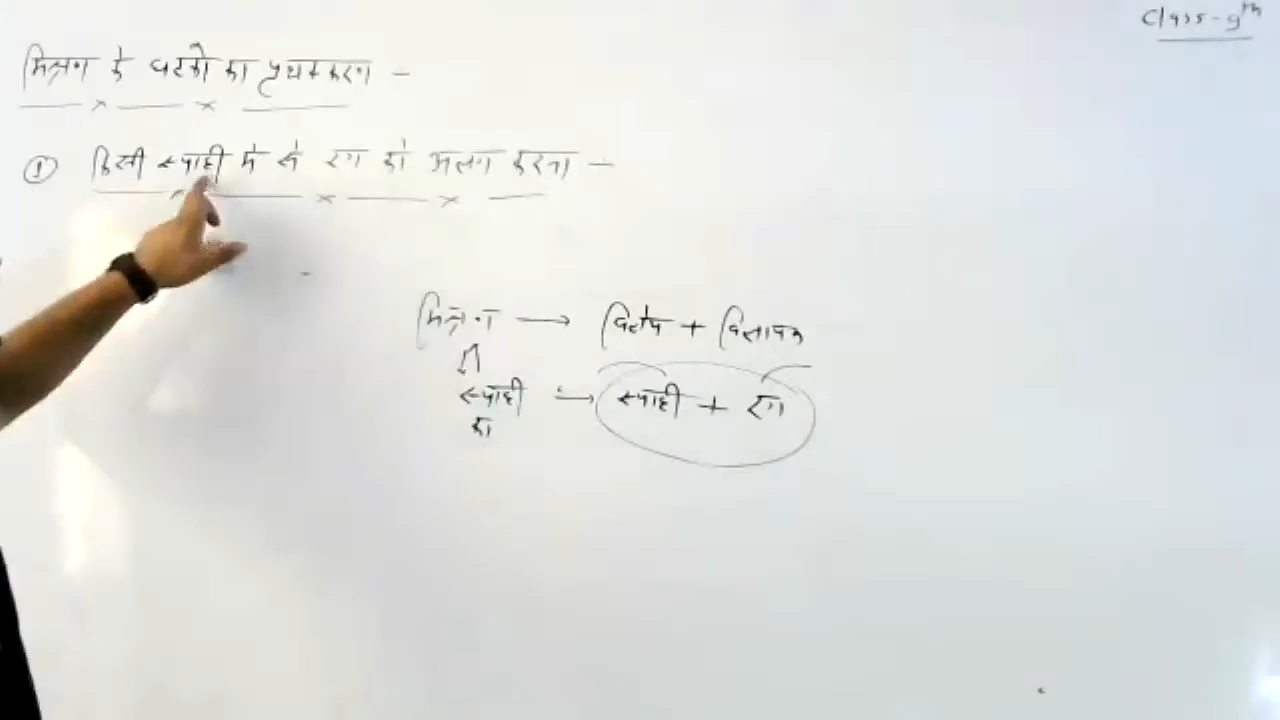 Class-9th
मिश्रण के घटकों का पृथक्करण -
① किसी स्याही में से रंग को अलग करना -
मिश्रण → विलेय + विलायक
स्याही → स्याही + रंग
का